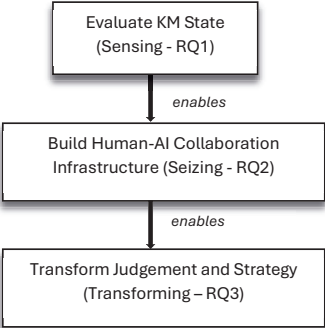 Evaluate KM State
(Sensing - RQ1)
enables
Build Human-AI Collaboration
Infrastructure (Seizing - RQ2)
enables
Transform Judgement and Strategy
(Transforming – RQ3)